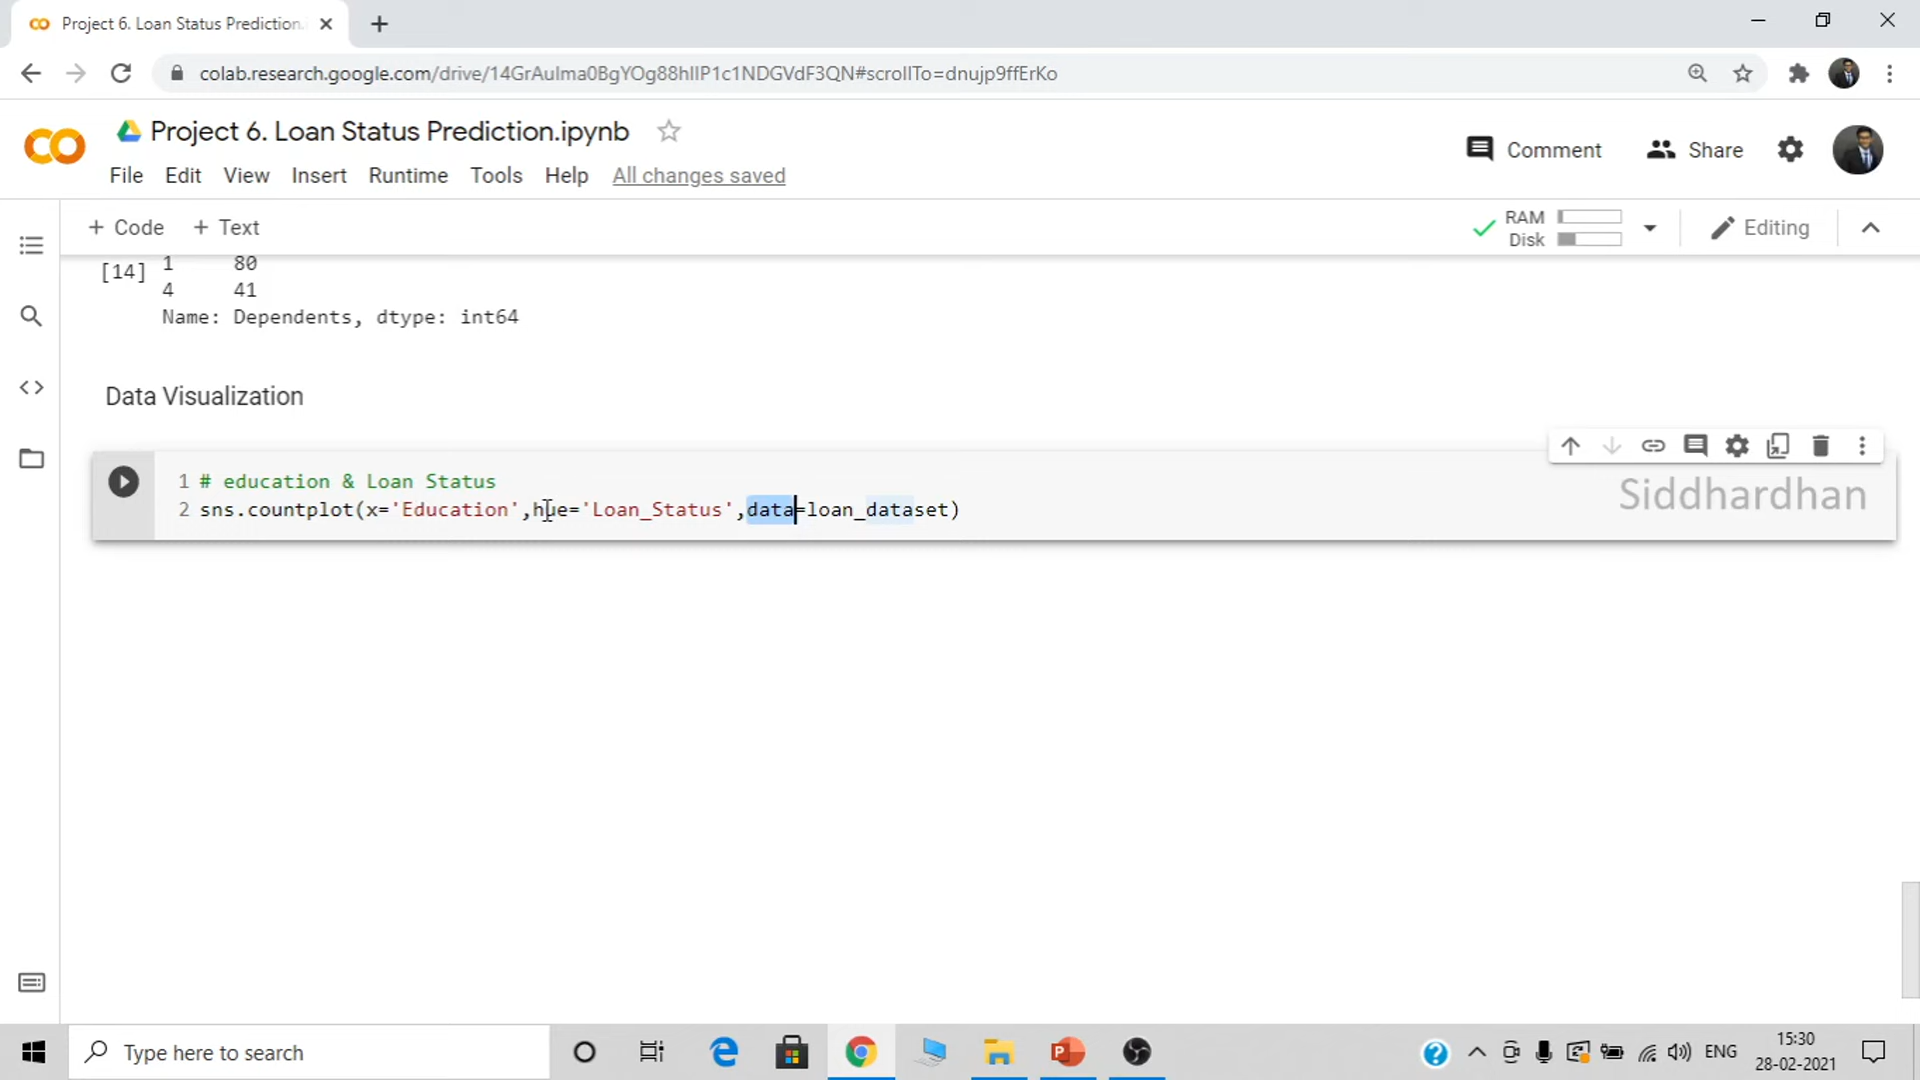 Project 6. Loan Status Prediction.
colab.research.google.com/drive/14GrAulma0BgYOg88hIIP1c1NDGVdF3QN#scrollTo=dnujp9ffErKo
CO Project 6. Loan Status Prediction.ipynb
Comment Share
File Edit View Insert Runtime Tools Help All changes saved
+ Code + Text
RAM
Disk
Editing
[14] 1 80
4 41
Name: Dependents, dtype: int64
Data Visualization
1 # education & Loan Status
2 sns.countplot(x='Education',hue='Loan_Status',data=loan_dataset)
Siddhardhan
Type here to search
ENG
15:30
28-02-2021